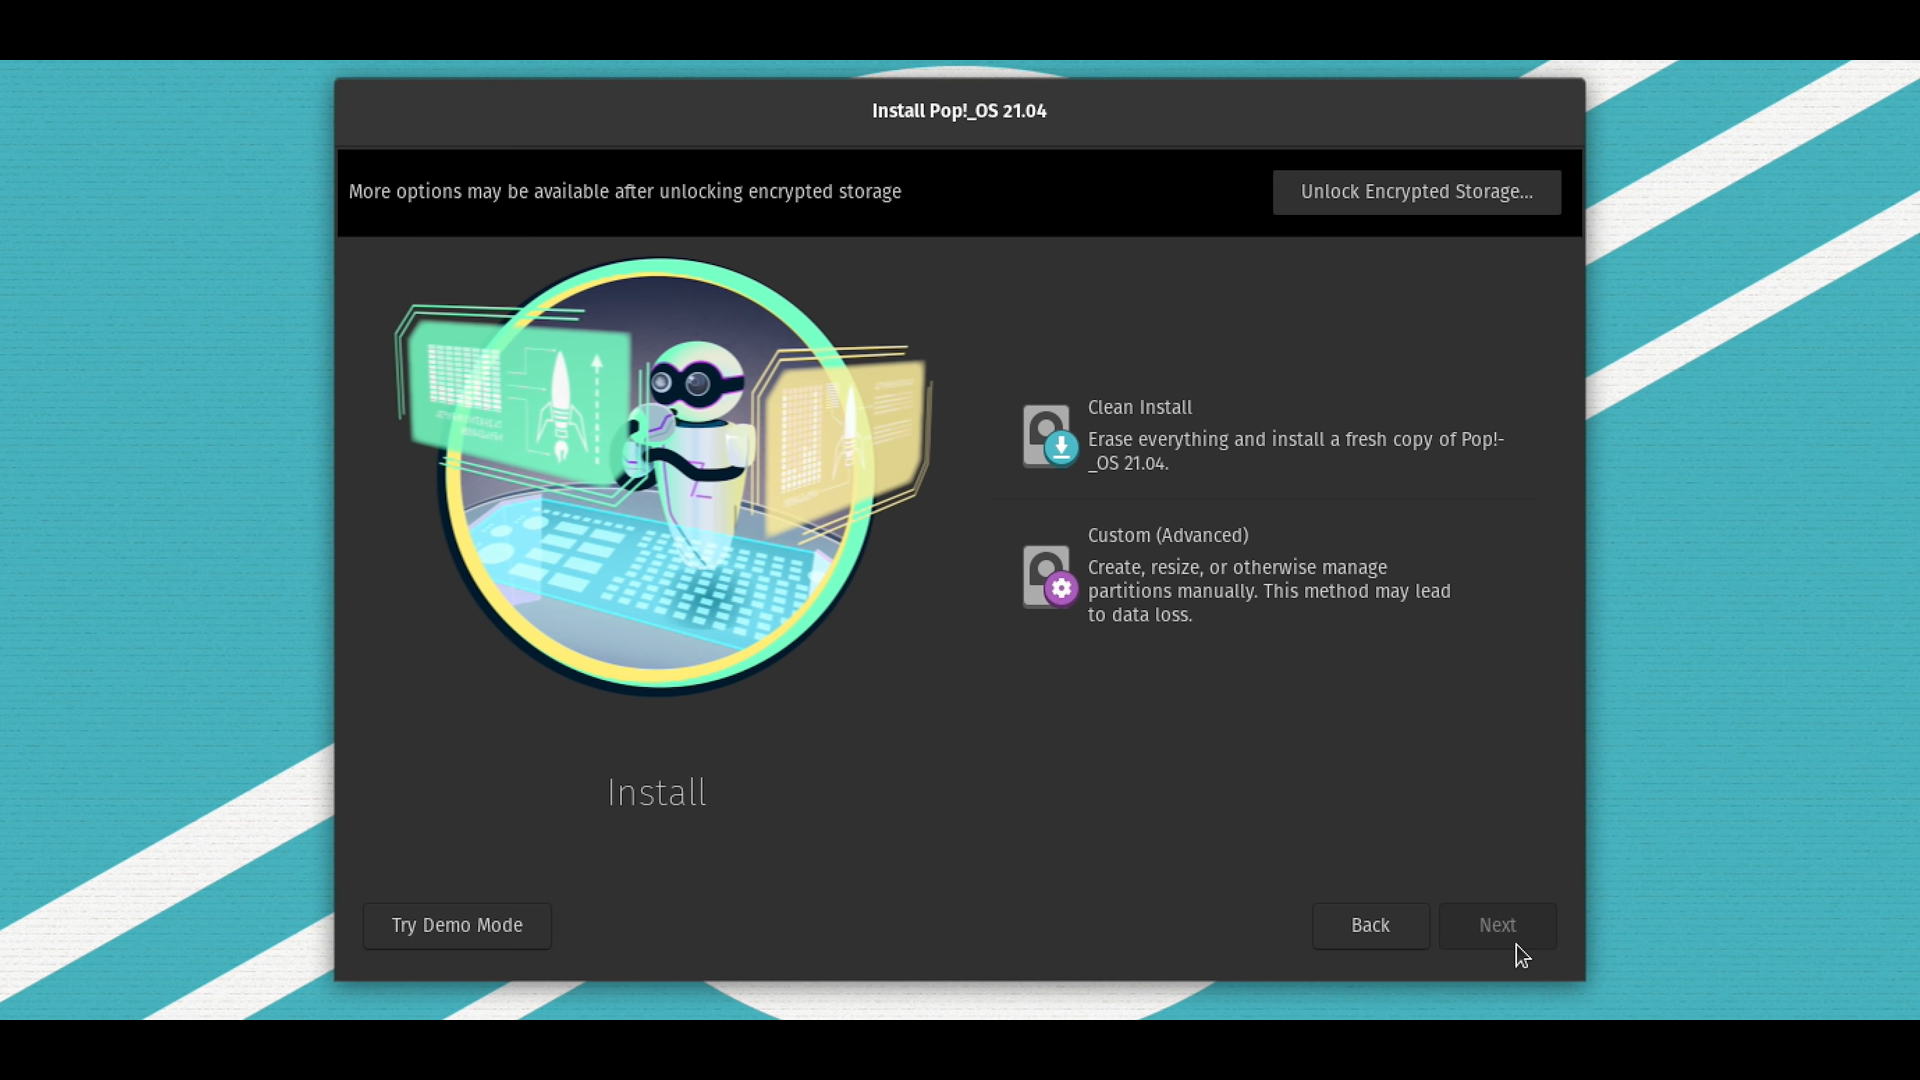 Install Pop!_OS 21.04
More options may be available after unlocking encrypted storage
Unlock Encrypted Storage...
Clean Install
Erase everything and install a fresh copy of Pop!-
_OS 21.04.
Custom (Advanced)
Create, resize, or otherwise manage
partitions manually. This method may lead
to data loss.
Install
Try Demo Mode
Back
Next